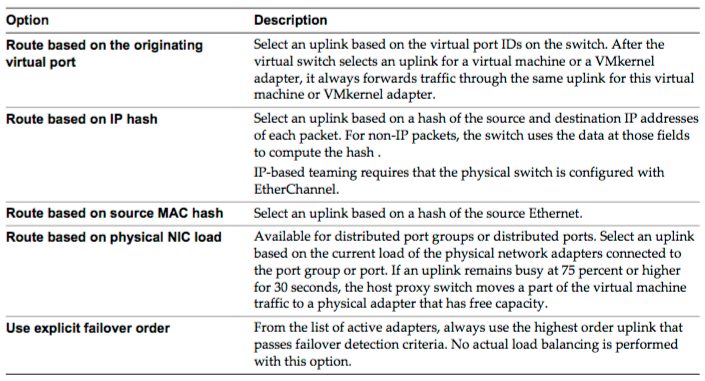 Option Description
Route based on the originating Select an uplink based on the virtual port IDs on the switch. After the
virtual port virtual switch selects an uplink for a virtual machine or a VMkernel
adapter, it always forwards traffic through the same uplink for this virtual
machine or VMkernel adapter.
Route based on IP hash Select an uplink based on a hash of the source and destination IP addresses
of each packet. For non-IP packets, the switch uses the data at those fields
to compute the hash .
IP-based teaming requires that the physical switch is configured with
EtherChannel.
Route based on source MAC hash Select an uplink based on a hash of the source Ethernet.
Route based on physical NIC load Available for distributed port groups or distributed ports. Select an uplink
based on the current load of the physical network adapters connected to
the port group or port. If an uplink remains busy at 75 percent or higher
for 30 seconds, the host proxy switch moves a part of the virtual machine
traffic to a physical adapter that has free capacity.
Use explicit failover order From the list of active adapters, always use the highest order uplink that
passes failover detection criteria. No actual load balancing is performed
with this option.